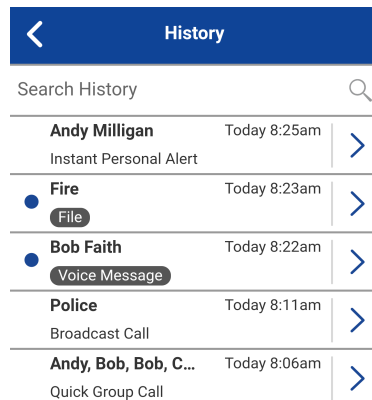 History
Search History
Andy Milligan Today 8:25am
Instant Personal Alert
Fire Today 8:23am
File
Bob Faith Today 8:22am
Voice Message
Police Today 8:11am
Broadcast Call
Andy, Bob, Bob, C... Today 8:06am
Quick Group Call